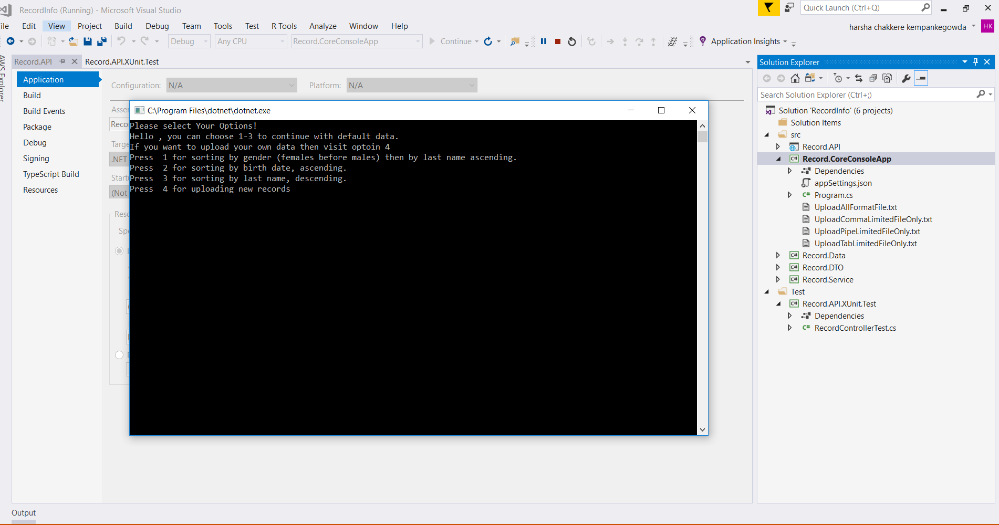 RecordInfo (Running) - Microsoft Visual Studio
Quick Launch (Ctrl+Q)
ile Edit View Project Build Debug Team Tools Test R Tools Analyze Window Help
harsha chakkere kempankegowda HK
Debug Any CPU Record.CoreConsoleApp Continue Application Insights
AWS Explorer
Record.API Record.API.XUnit.Test
Application
Build
Build Events
Package
Debug
Signing
TypeScript Build
Resources
Configuration: N/A Platform: N/A
Asser
Reco
Targe
.NET
Startu
(Not
Reso
Spe
C:\Program Files\dotnet\dotnet.exe
Please select Your Options!
Hello , you can choose 1-3 to continue with default data.
If you want to upload your own data then visit optoin 4
Press  1 for sorting by gender (females before males) then by last name ascending.
Press  2 for sorting by birth date, ascending.
Press  3 for sorting by last name, descending.
Press  4 for uploading new records
Solution Explorer
Search Solution Explorer (Ctrl+;)
Solution 'RecordInfo' (6 projects)
Solution Items
src
Record.API
C# Record.CoreConsoleApp
Dependencies
appSettings.json
C# Program.cs
UploadAllFormatFile.txt
UploadCommaLimitedFileOnly.txt
UploadPipeLimitedFileOnly.txt
UploadTabLimitedFileOnly.txt
C# Record.Data
C# Record.DTO
C# Record.Service
Test
C# Record.API.XUnit.Test
Dependencies
C# RecordControllerTest.cs
Output